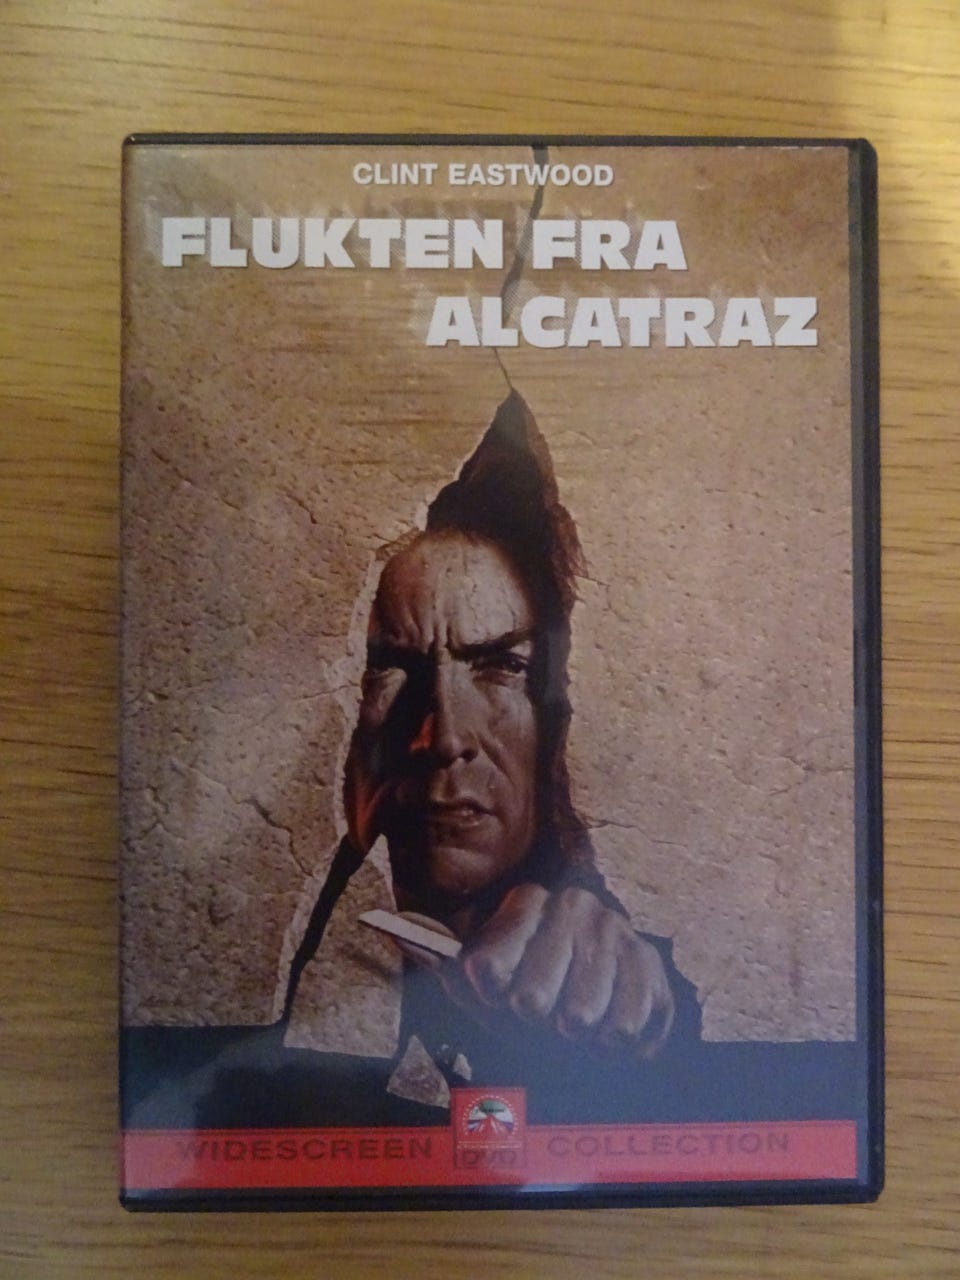 CLINT EASTWOOD
FLUKTEN FRA
ALCATRAZ
WIDESCREEN DVD COLLECTION